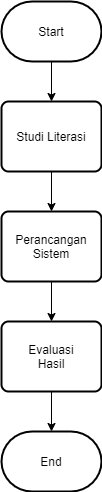 Start
Studi Literasi
Perancangan
Sistem
Evaluasi
Hasil
End